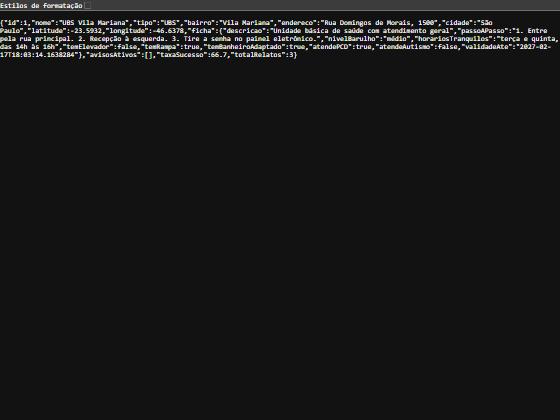 Estilos de formatação
{"id":1,"nome":"UBS Vila Mariana","tipo":"UBS","bairro":"Vila Mariana","endereco":"Rua Domingos de Morais, 1500","cidade":"São
Paulo","latitude":-23.5932,"longitude":-46.6378,"ficha":{"descricao":"Unidade básica de saúde com atendimento geral","passoAPasso":"1. Entre
pela rua principal. 2. Recepção à esquerda. 3. Tire a senha no painel eletrônico.","nivelBarulho":"médio","horariosTranquilos":"terça e quinta,
das 14h às 16h","temElevador":false,"temRampa":true,"temBanheiroAdaptado":true,"atendePCD":true,"atendeAutismo":false,"validadeAte":"2027-02-
17T18:03:14.1638284"},"avisosAtivos":[],"taxaSucesso":66.7,"totalRelatos":3}